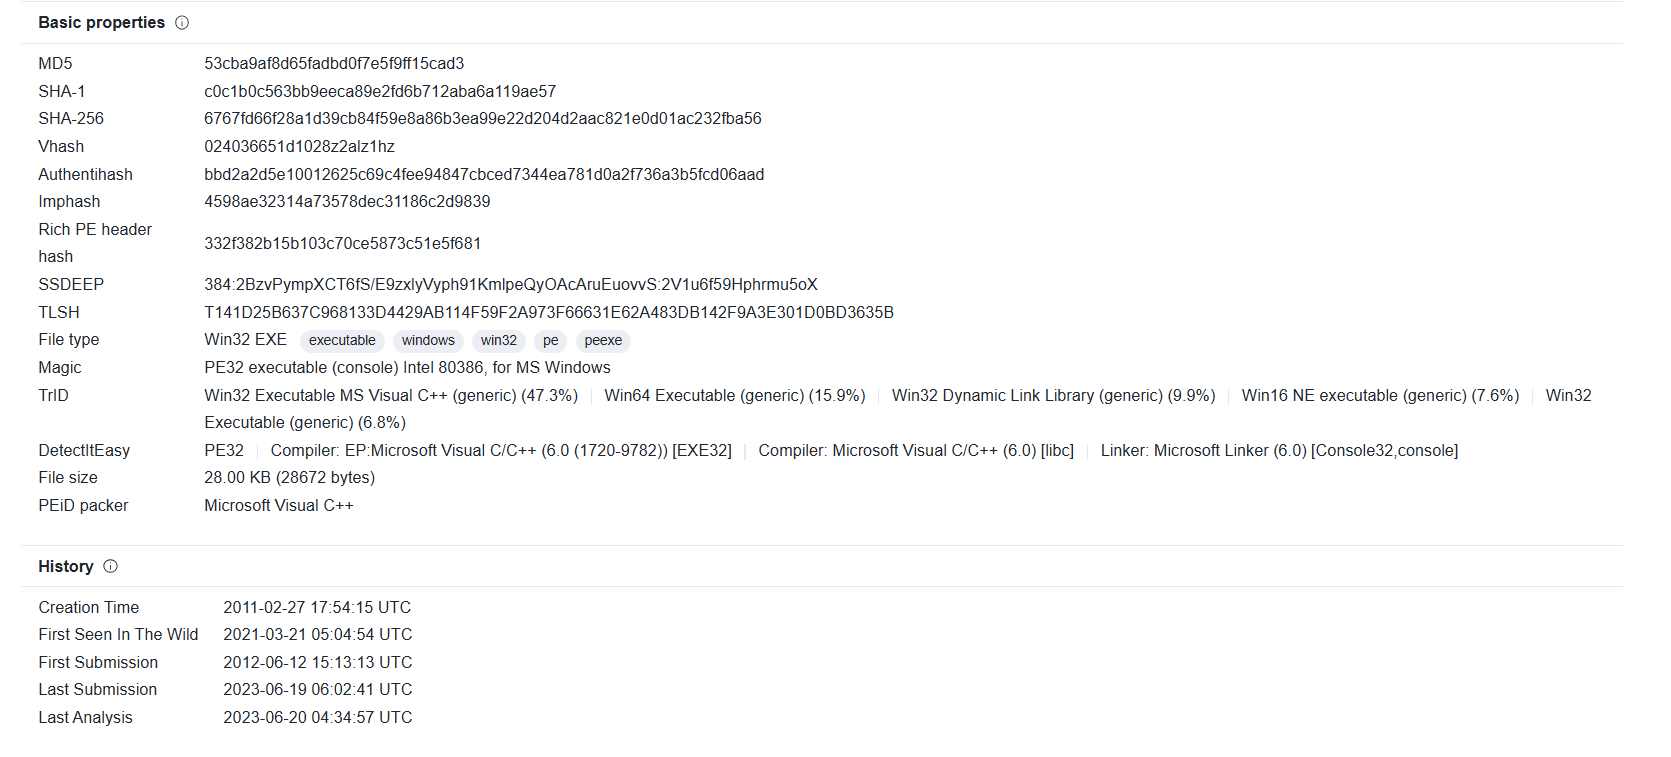 Basic properties
MD5 53cba9af8d65fadbd0f7e5f9ff15cad3
SHA-1 c0c1b0c563bb9eeca89e2fd6b712aba6a119ae57
SHA-256 6767fd66f28a1d39cb84f59e8a86b3ea99e22d204d2aac821e0d01ac232fba56
Vhash 024036651d1028z2alz1hz
Authentihash bbd2a2d5e10012625c69c4fee94847cbced7344ea781d0a2f736a3b5fcd06aad
Imphash 4598ae32314a73578dec31186c2d9839
Rich PE header
hash 332f382b15b103c70ce5873c51e5f681
SSDEEP 384:2BzvPympXCT6fS/E9zxlyVyph91KmlpeQyOAcAruEuovvS:2V1u6f59Hphrmu5oX
TLSH T141D25B637C968133D4429AB114F59F2A973F66631E62A483DB142F9A3E301D0BD3635B
File type Win32 EXE executable windows win32 pe peexe
Magic PE32 executable (console) Intel 80386, for MS Windows
TrID Win32 Executable MS Visual C++ (generic) (47.3%) Win64 Executable (generic) (15.9%) Win32 Dynamic Link Library (generic) (9.9%) Win16 NE executable (generic) (7.6%) Win32
Executable (generic) (6.8%)
DetectItEasy PE32 Compiler: EP:Microsoft Visual C/C++ (6.0 (1720-9782)) [EXE32] Compiler: Microsoft Visual C/C++ (6.0) [libc] Linker: Microsoft Linker (6.0) [Console32,console]
File size 28.00 KB (28672 bytes)
PEiD packer Microsoft Visual C++
History
Creation Time 2011-02-27 17:54:15 UTC
First Seen In The Wild 2021-03-21 05:04:54 UTC
First Submission 2012-06-12 15:13:13 UTC
Last Submission 2023-06-19 06:02:41 UTC
Last Analysis 2023-06-20 04:34:57 UTC